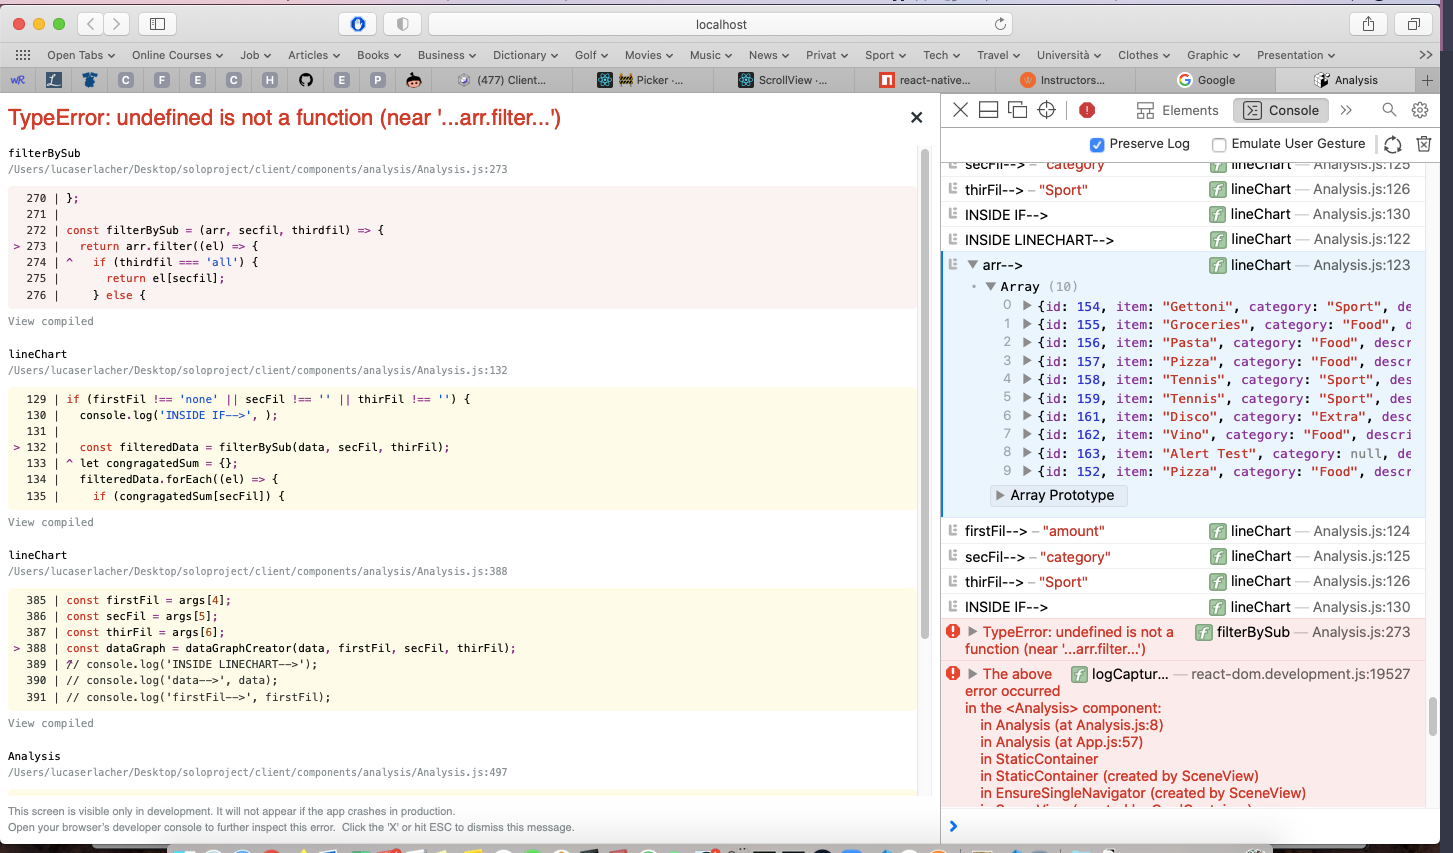 localhost
Open Tabs
Online Courses
Job
Articles
Books
Business
Dictionary
Golf
Movies
Music
News
Privat
Sport
Tech
Travel
Università
Clothes
Graphic
Presentation
wR
C
F
E
C
H
E
P
(477) Client...
Picker ·...
ScrollView ·...
react-native...
Instructors...
Google
Analysis
TypeError: undefined is not a function (near '...arr.filter...')
filterBySub
/Users/lucaserlacher/Desktop/soloproject/client/components/analysis/Analysis.js:273
270 | };
271 |
272 | const filterBySub = (arr, secfil, thirdfil) => {
> 273 |   return arr.filter((el) => {
274 | ^   if (thirdfil === 'all') {
275 |       return el[secfil];
276 |     } else {
View compiled
lineChart
/Users/lucaserlacher/Desktop/soloproject/client/components/analysis/Analysis.js:132
129 | if (firstFil !== 'none' || secFil !== '' || thirFil !== '') {
130 |   console.log('INSIDE IF-->', );
131 |
> 132 |   const filteredData = filterBySub(data, secFil, thirFil);
133 | ^ let congragatedSum = {};
134 |   filteredData.forEach((el) => {
135 |     if (congragatedSum[secFil]) {
View compiled
lineChart
/Users/lucaserlacher/Desktop/soloproject/client/components/analysis/Analysis.js:388
385 | const firstFil = args[4];
386 | const secFil = args[5];
387 | const thirFil = args[6];
> 388 | const dataGraph = dataGraphCreator(data, firstFil, secFil, thirFil);
389 | // console.log('INSIDE LINECHART-->');
390 | // console.log('data-->', data);
391 | // console.log('firstFil-->', firstFil);
View compiled
Analysis
/Users/lucaserlacher/Desktop/soloproject/client/components/analysis/Analysis.js:497
This screen is visible only in development. It will not appear if the app crashes in production.
Open your browser's developer console to further inspect this error. Click the 'X' or hit ESC to dismiss this message.
Elements
Console
Preserve Log
Emulate User Gesture
secFil--> – "category" lineChart — Analysis.js:125
thirFil--> – "Sport" lineChart — Analysis.js:126
INSIDE IF--> lineChart — Analysis.js:130
INSIDE LINECHART--> lineChart — Analysis.js:122
arr--> lineChart — Analysis.js:123
Array (10)
0 {id: 154, item: "Gettoni", category: "Sport", de
1 {id: 155, item: "Groceries", category: "Food", d
2 {id: 156, item: "Pasta", category: "Food", descr
3 {id: 157, item: "Pizza", category: "Food", descr
4 {id: 158, item: "Tennis", category: "Sport", des
5 {id: 159, item: "Tennis", category: "Sport", des
6 {id: 161, item: "Disco", category: "Extra", desc
7 {id: 162, item: "Vino", category: "Food", descri
8 {id: 163, item: "Alert Test", category: null, de
9 {id: 152, item: "Pizza", category: "Food", descr
Array Prototype
firstFil--> – "amount" lineChart — Analysis.js:124
secFil--> – "category" lineChart — Analysis.js:125
thirFil--> – "Sport" lineChart — Analysis.js:126
INSIDE IF--> lineChart — Analysis.js:130
TypeError: undefined is not a filterBySub — Analysis.js:273
function (near '...arr.filter...')
The above logCaptur... — react-dom.development.js:19527
error occurred
in the <Analysis> component:
in Analysis (at Analysis.js:8)
in Analysis (at App.js:57)
in StaticContainer
in StaticContainer (created by SceneView)
in EnsureSingleNavigator (created by SceneView)